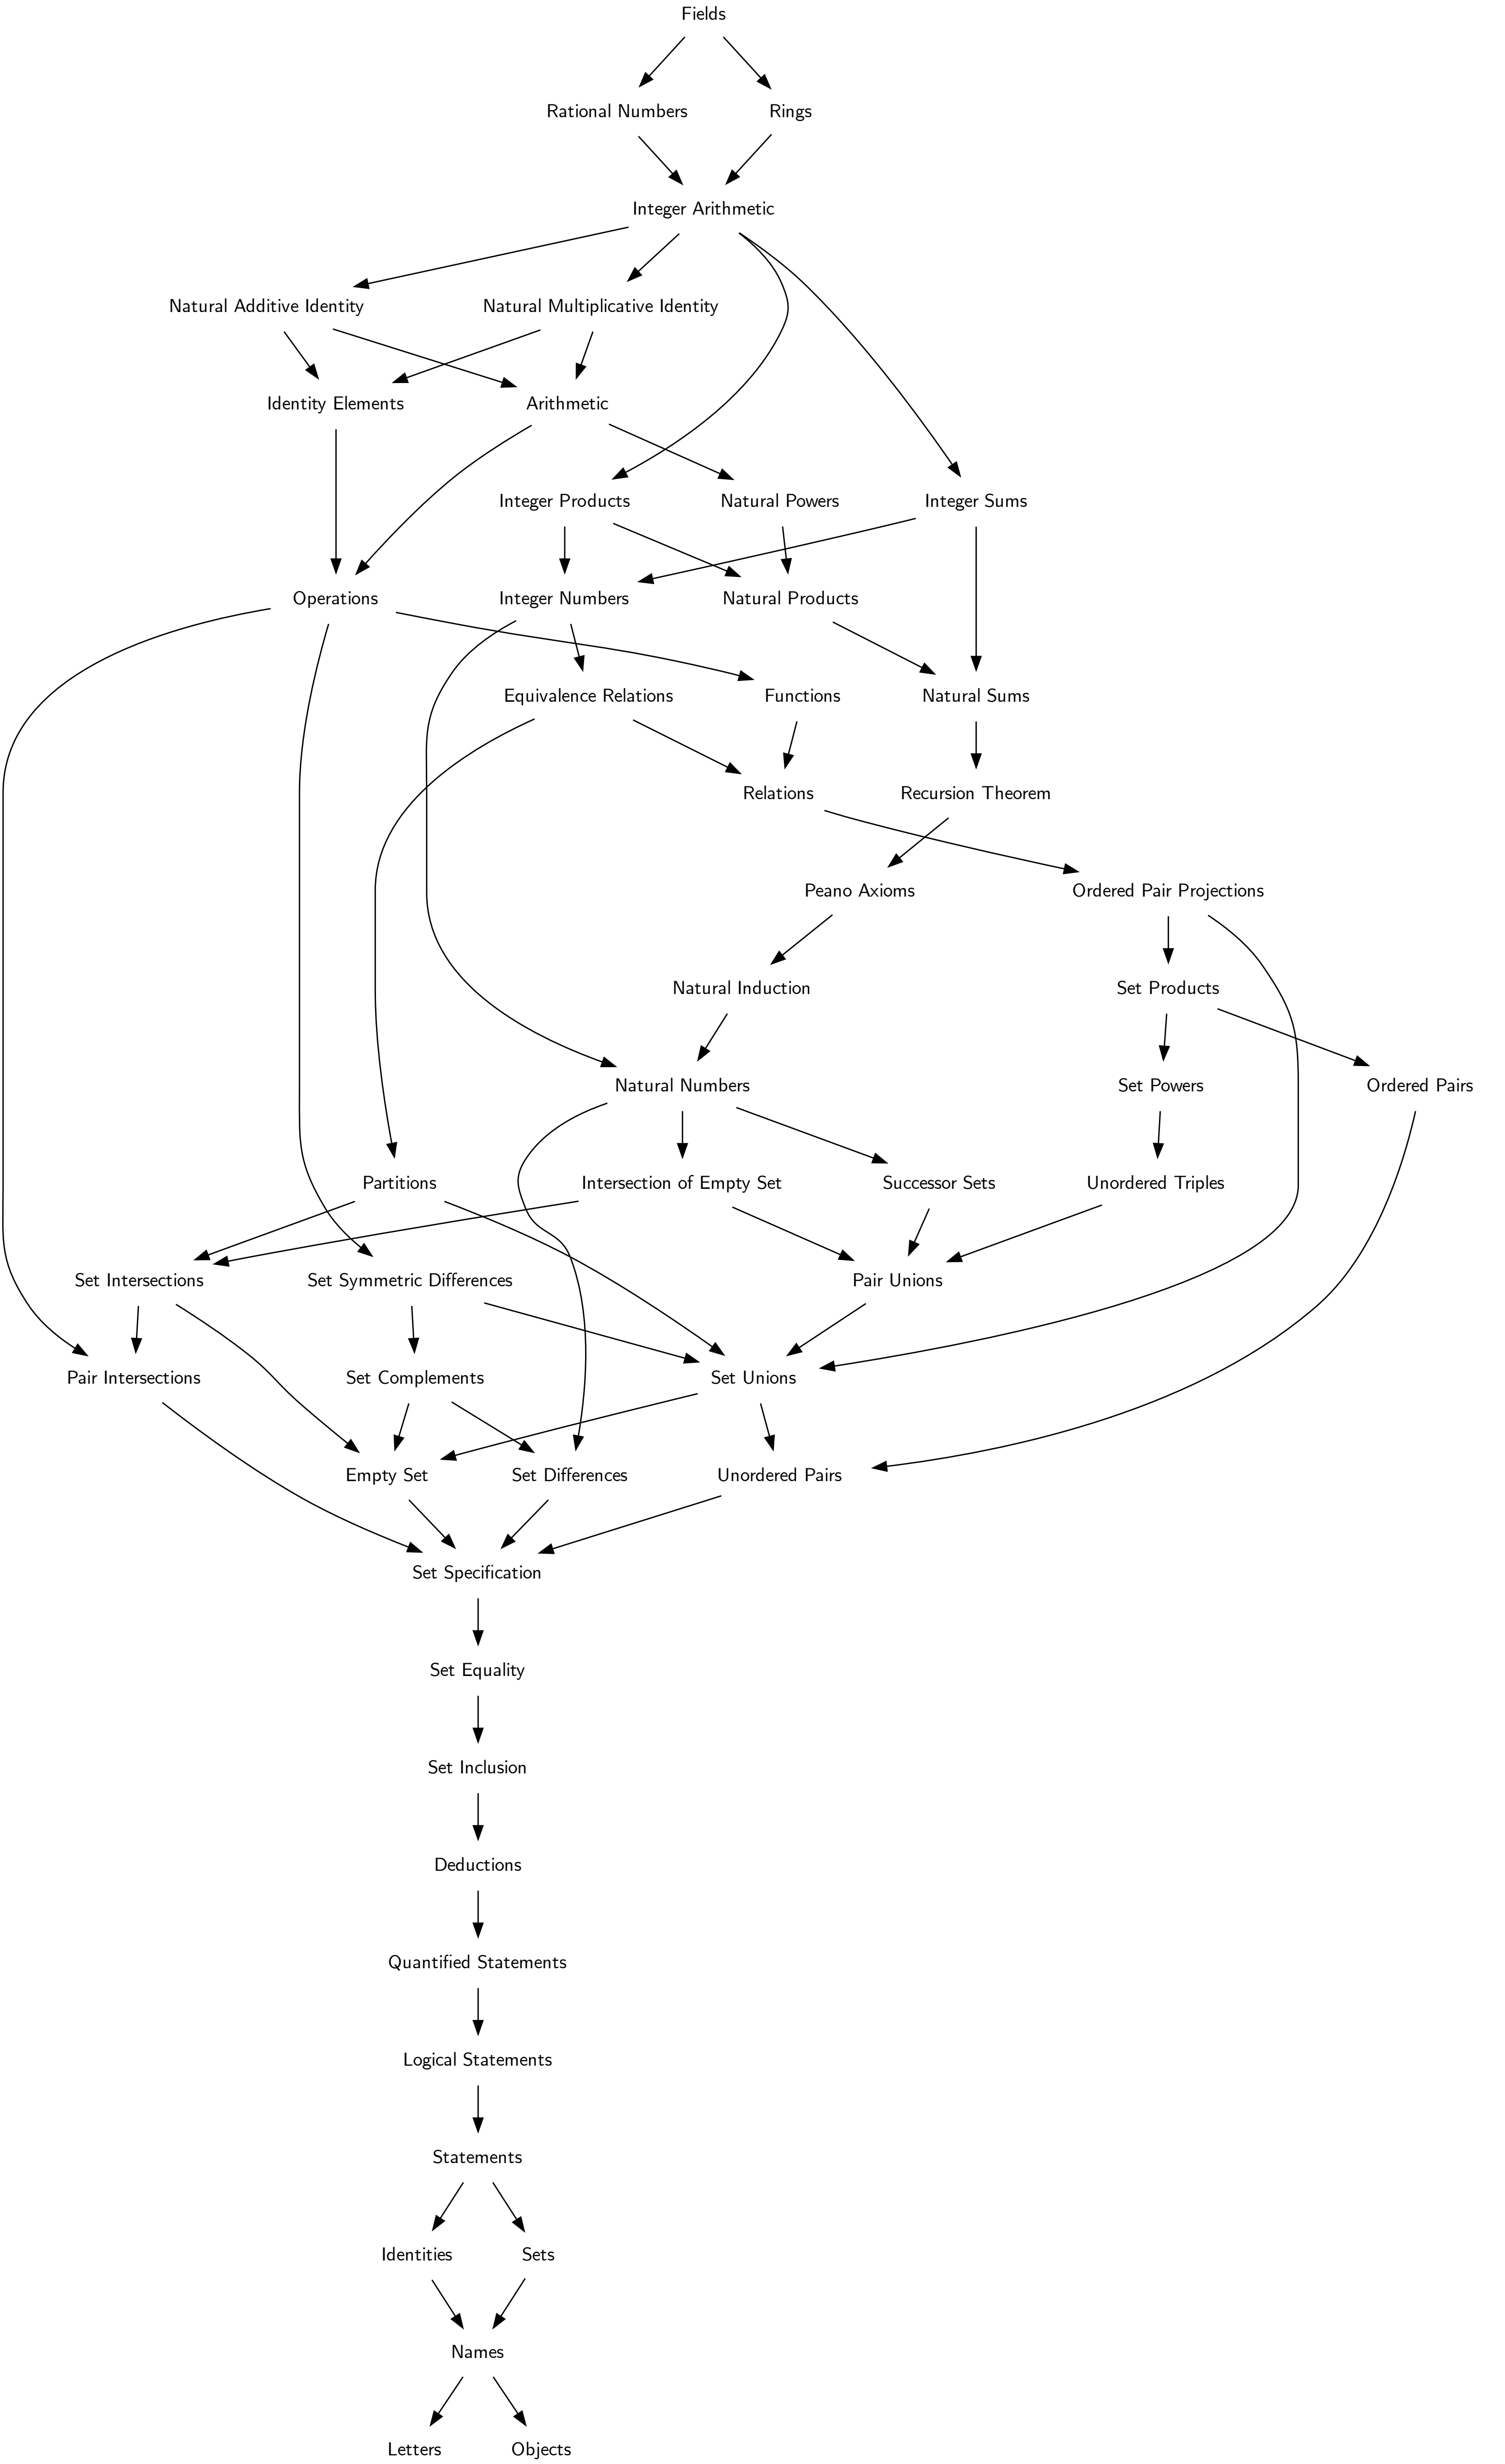 Fields
Rational Numbers
Rings
Integer Arithmetic
Natural Additive Identity
Natural Multiplicative Identity
Identity Elements
Arithmetic
Integer Products
Natural Powers
Integer Sums
Operations
Integer Numbers
Natural Products
Equivalence Relations
Functions
Natural Sums
Relations
Recursion Theorem
Peano Axioms
Ordered Pair Projections
Natural Induction
Set Products
Natural Numbers
Set Powers
Ordered Pairs
Partitions
Intersection of Empty Set
Successor Sets
Unordered Triples
Set Intersections
Set Symmetric Differences
Pair Unions
Pair Intersections
Set Complements
Set Unions
Empty Set
Set Differences
Unordered Pairs
Set Specification
Set Equality
Set Inclusion
Deductions
Quantified Statements
Logical Statements
Statements
Identities
Sets
Names
Letters
Objects